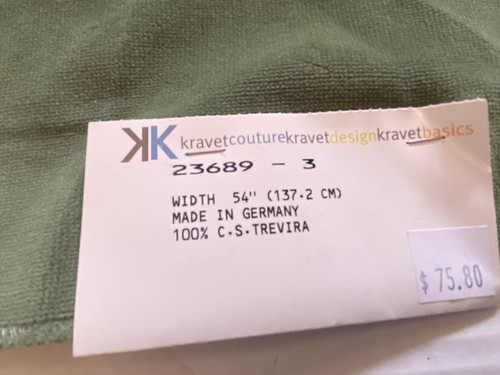 KK kravetcouturekravetdesignkravetbasics
23689 - 3
WIDTH 54" (137.2 CM)
MADE IN GERMANY
100% C.S.TREVIRA
$75.80